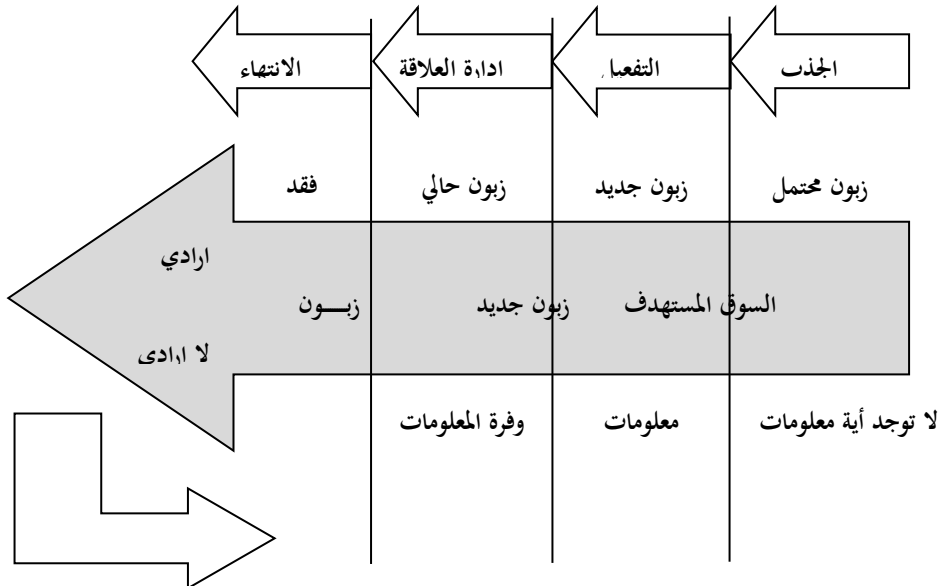 الجذب
التفعيل
ادارة العلاقة
الانتهاء
زبون محتمل
زبون جديد
زبون حالي
فقد
ارادي
السوق المستهدف
زبون جديد
زبـــون
لا ارادي
لا توجد أية معلومات
معلومات
وفرة المعلومات